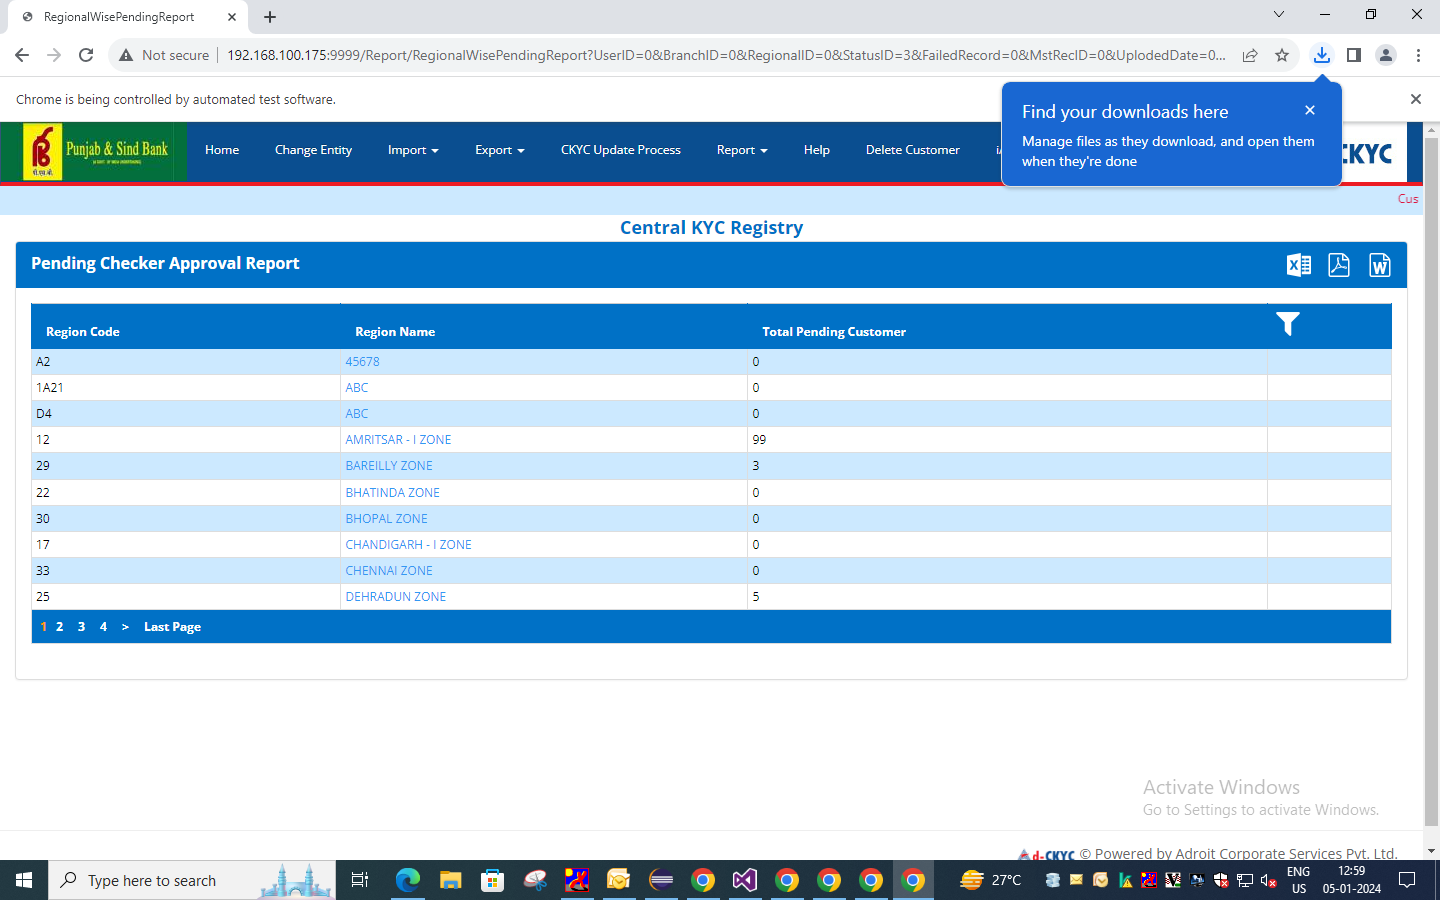 RegionalWisePendingReport
Not secure
192.168.100.175:9999/Report/RegionalWisePendingReport?UserID=0&BranchID=0&RegionalID=0&StatusID=3&FailedRecord=0&MstRecID=0&UplodedDate=0...
Chrome is being controlled by automated test software.
Find your downloads here
Manage files as they download, and open them
when they're done
पी.एस.बी.
Punjab & Sind Bank
Home
Change Entity
Import
Export
CKYC Update Process
Report
Help
Delete Customer
CKYC
Cus
Central KYC Registry
Pending Checker Approval Report
Region Code Region Name Total Pending Customer
A2 45678 0
1A21 ABC 0
D4 ABC 0
12 AMRITSAR - I ZONE 99
29 BAREILLY ZONE 3
22 BHATINDA ZONE 0
30 BHOPAL ZONE 0
17 CHANDIGARH - I ZONE 0
33 CHENNAI ZONE 0
25 DEHRADUN ZONE 5
1 2 3 4 > Last Page
Activate Windows
Go to Settings to activate Windows.
d-CKYC © Powered by Adroit Corporate Services Pvt. Ltd.
Type here to search
27°C
ENG
US
12:59
05-01-2024